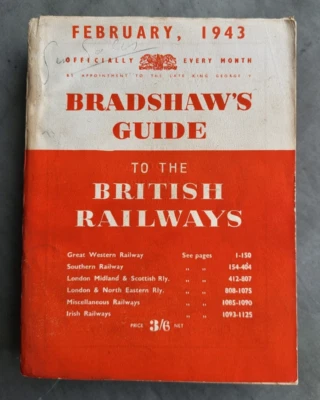 FEBRUARY, 1943
OFFICIALLY EVERY MONTH
BY APPOINTMENT TO THE LATE KING GEORGE V
BRADSHAW'S
GUIDE
TO THE
BRITISH
RAILWAYS
Great Western Railway See pages 1-150
Southern Railway " " 154-404
London Midland & Scottish Rly. " " 412-807
London & North Eastern Rly. " " 808-1075
Miscellaneous Railways " " 1085-1090
Irish Railways " " 1093-1125
PRICE 3/6 NET